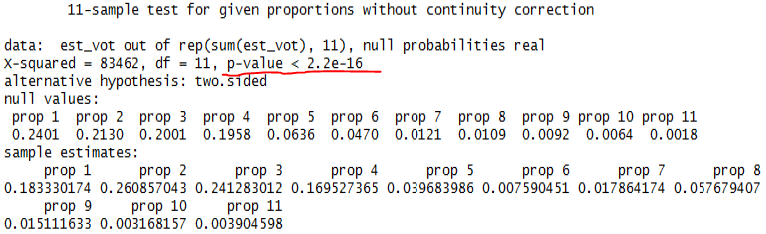 11-sample test for given proportions without continuity correction
data: est_vot out of rep(sum(est_vot), 11), null probabilities real
X-squared = 83462, df = 11, p-value < 2.2e-16
alternative hypothesis: two.sided
null values:
prop 1 prop 2 prop 3 prop 4 prop 5 prop 6 prop 7 prop 8 prop 9 prop 10 prop 11
0.2401 0.2130 0.2001 0.1958 0.0636 0.0470 0.0121 0.0109 0.0092 0.0064 0.0018
sample estimates:
prop 1 prop 2 prop 3 prop 4 prop 5 prop 6 prop 7 prop 8
0.183330174 0.260857043 0.241283012 0.169527365 0.039683986 0.007590451 0.017864174 0.057679407
prop 9 prop 10 prop 11
0.015111633 0.003168157 0.003904598